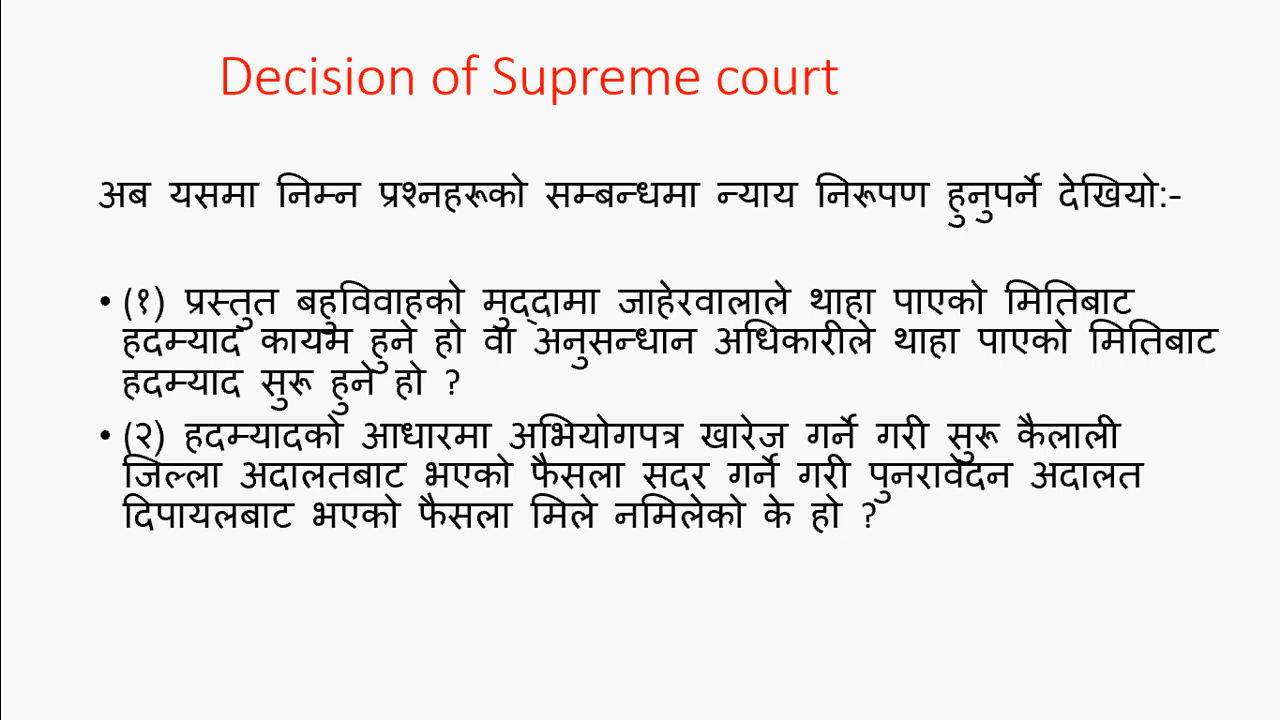 Decision of Supreme court
अब यसमा निम्न प्रश्नहरूको सम्बन्धमा न्याय निरूपण हुनुपर्ने देखियो:-
• (१) प्रस्तुत बहुविवाहको मुद्दामा जाहेरवालाले थाहा पाएको मितिबाट
हदम्याद कायम हुने हो वा अनुसन्धान अधिकारीले थाहा पाएको मितिबाट
हदम्याद सुरू हुने हो ?
• (२) हदम्यादको आधारमा अभियोगपत्र खारेज गर्ने गरी सुरू कैलाली
जिल्ला अदालतबाट भएको फैसला सदर गर्ने गरी पुनरावेदन अदालत
दिपायलबाट भएको फैसला मिले नमिलेको के हो ?